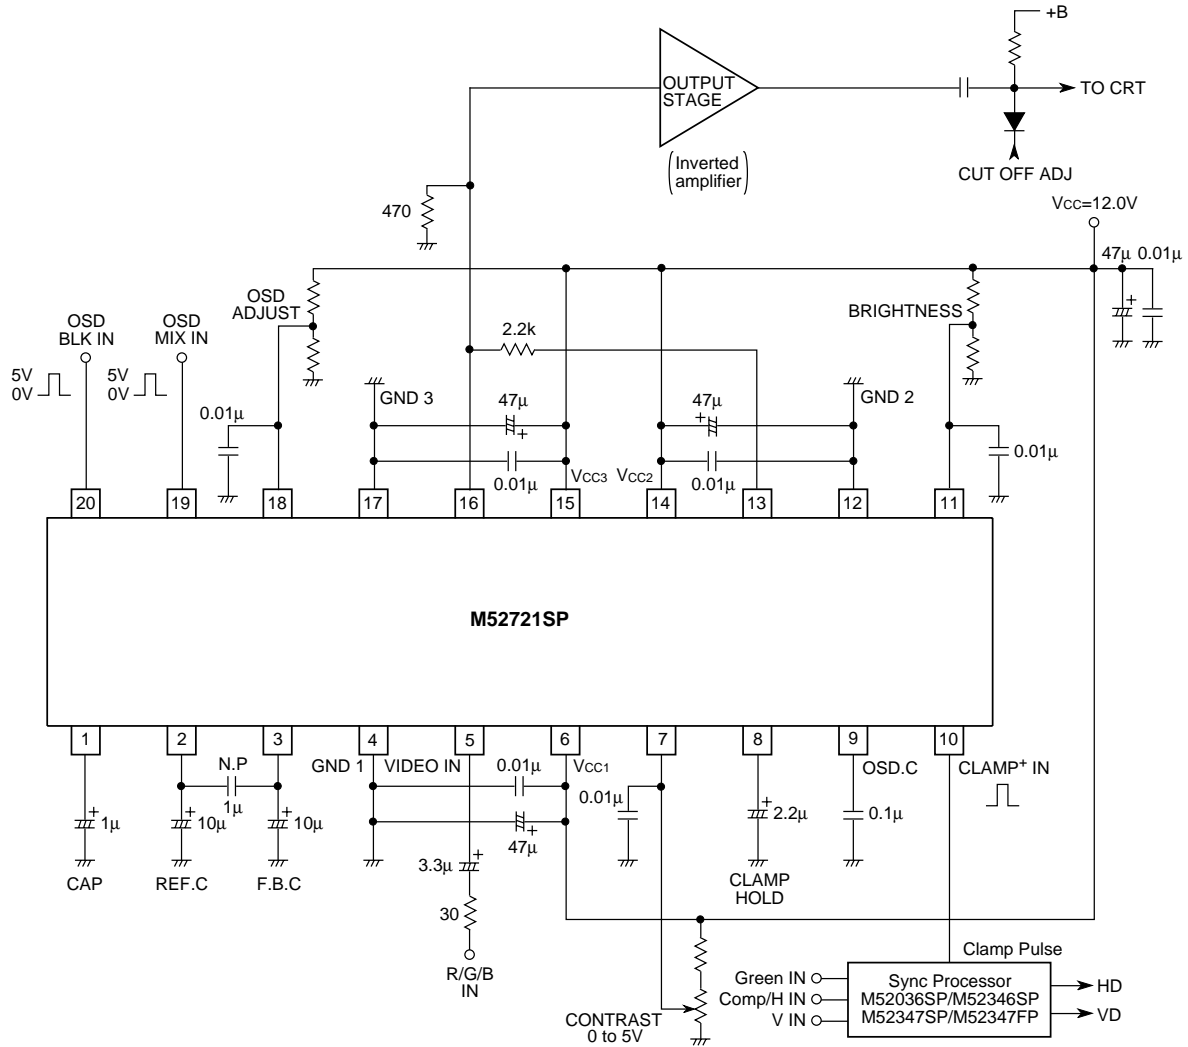 +B
OUTPUT
STAGE
TO CRT
(Inverted
amplifier)
CUT OFF ADJ
470
VCC=12.0V
47μ 0.01μ
OSD
ADJUST
BRIGHTNESS
OSD
BLK IN
OSD
MIX IN
2.2k
5V
0V
5V
0V
GND 3
GND 2
0.01μ
47μ
+
47μ
+
+
0.01μ
0.01μ
VCC3
VCC2
0.01μ
20
19
18
17
16
15
14
13
12
11
M52721SP
1
2
3
4
5
6
7
8
9
10
N.P
1μ
GND 1
VIDEO IN
0.01μ
VCC1
0.01μ
OSD.C
CLAMP+ IN
+
1μ
+
10μ
+
10μ
+
47μ
+
2.2μ
0.1μ
CAP
REF.C
F.B.C
3.3μ
+
CLAMP
HOLD
30
R/G/B
IN
CONTRAST
0 to 5V
Clamp Pulse
Green IN
Comp/H IN
V IN
Sync Processor
M52036SP/M52346SP
M52347SP/M52347FP
HD
VD